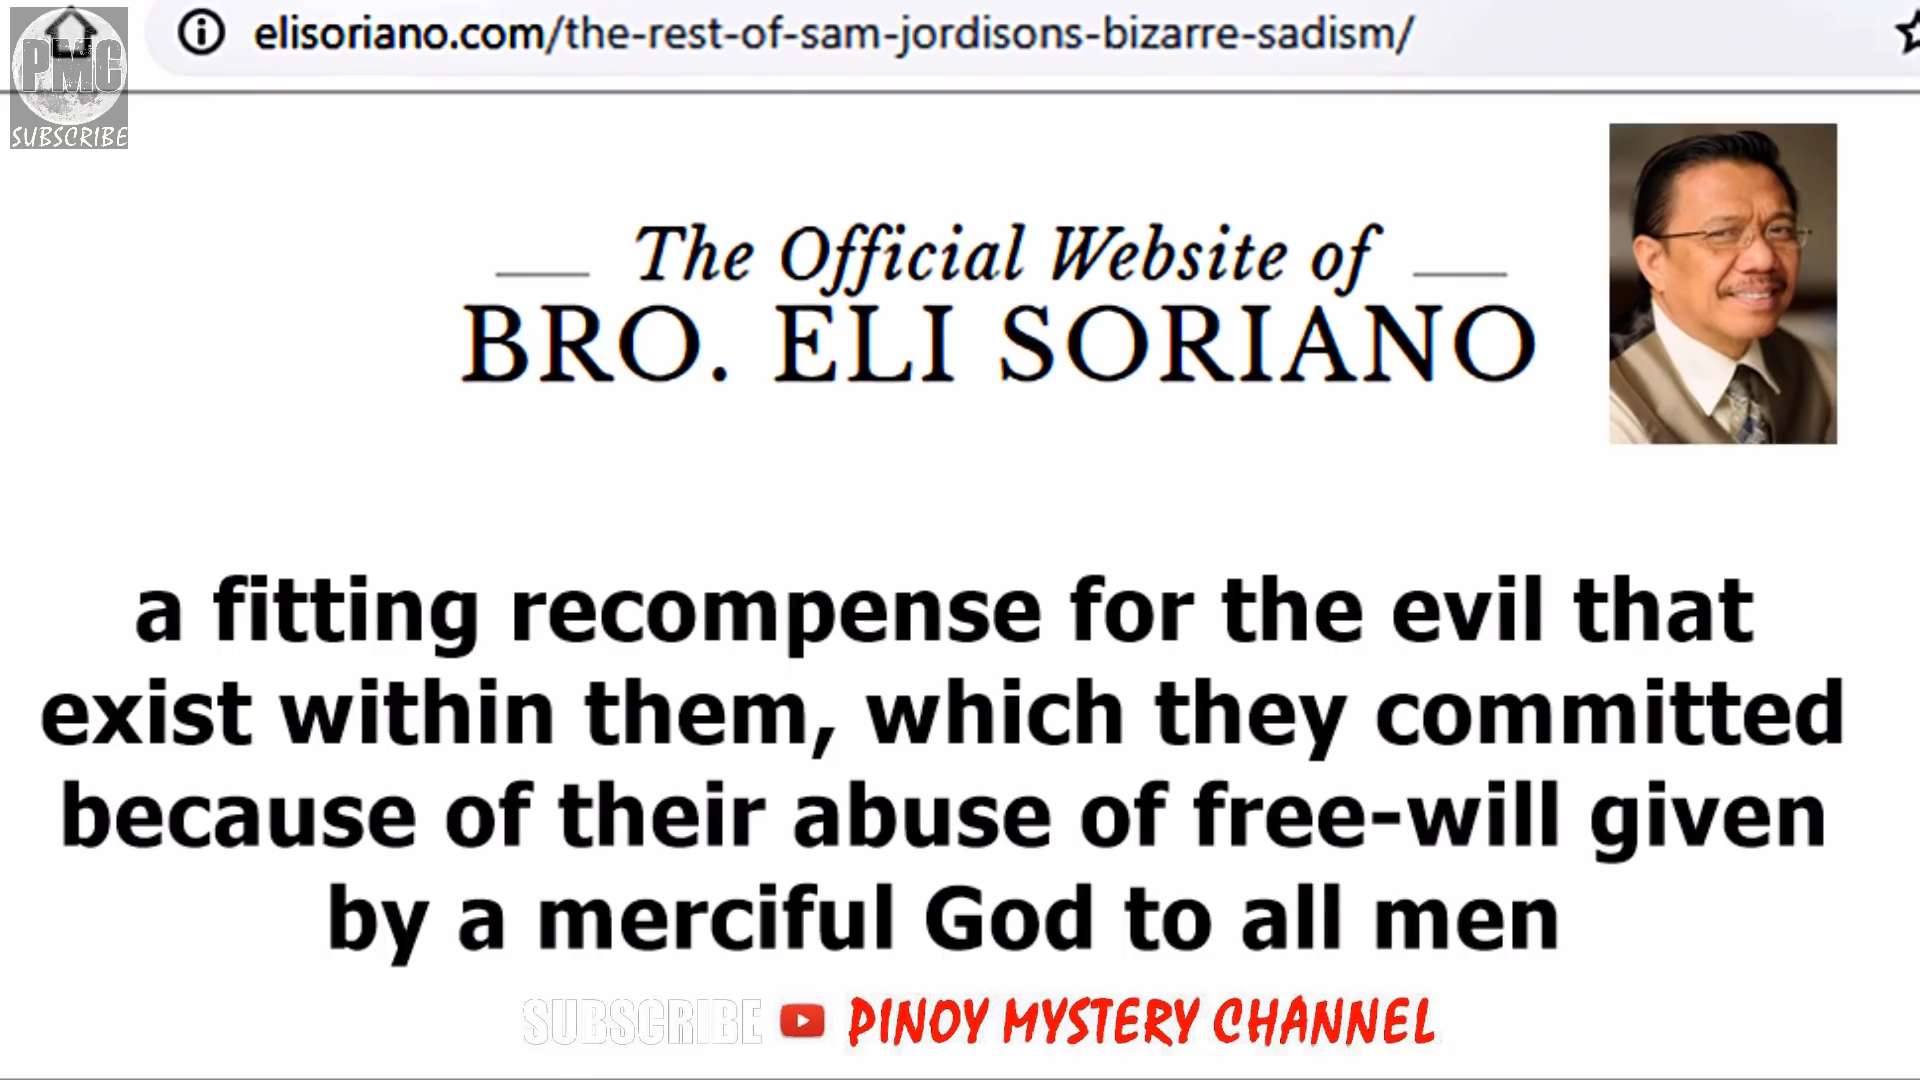 elisoriano.com/the-rest-of-sam-jordisons-bizarre-sadism/
PMC
SUBSCRIBE
The Official Website of
BRO. ELI SORIANO
a fitting recompense for the evil that
exist within them, which they committed
because of their abuse of free-will given
by a merciful God to all men
SUBSCRIBE PINOY MYSTERY CHANNEL